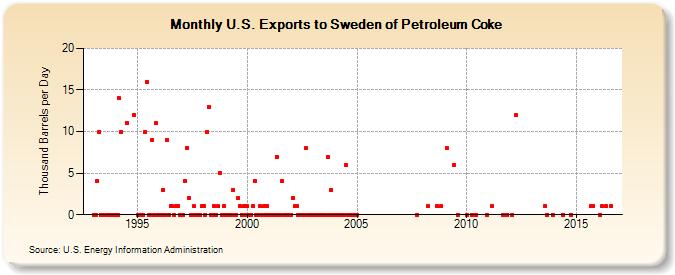 Monthly U.S. Exports to Sweden of Petroleum Coke
Thousand Barrels per Day
20
15
10
5
0
1995 2000 2005 2010 2015
Source: U.S. Energy Information Administration